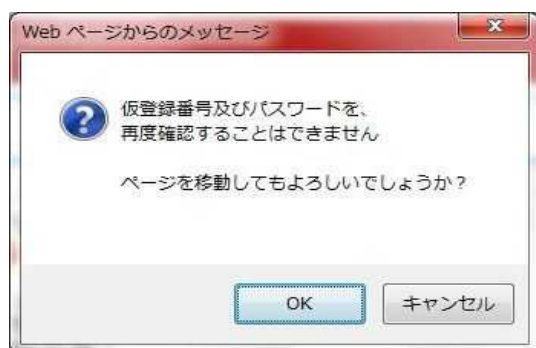 Web ページからのメッセージ
仮登録番号及びパスワードを、
再度確認することはできません
ページを移動してもよろしいでしょうか？
OK
キャンセル